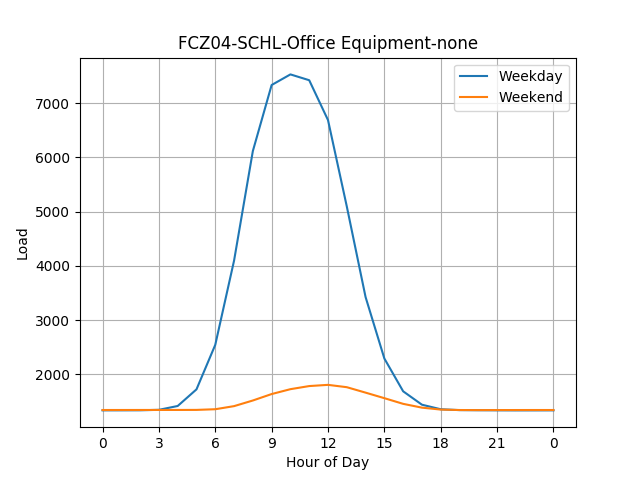 FCZ04-SCHL-Office Equipment-none
Weekday
Weekend
7000
6000
5000
4000
3000
2000
Load
0 3 6 9 12 15 18 21 0
Hour of Day